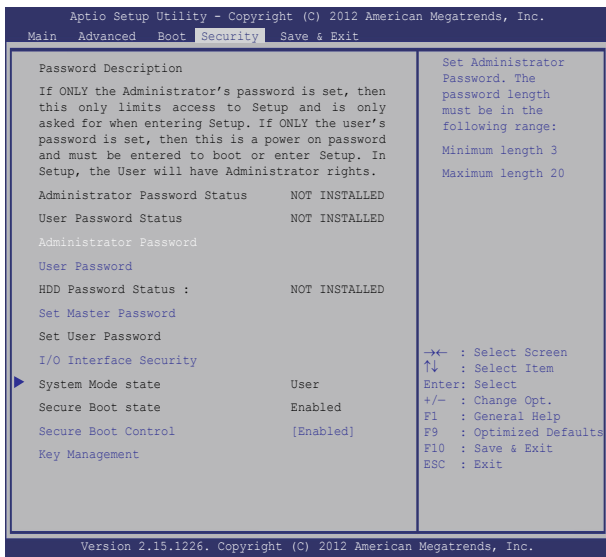 Aptio Setup Utility - Copyright (C) 2012 American Megatrends, Inc.
Main Advanced Boot Security Save & Exit
Password Description
If ONLY the Administrator's password is set, then
this only limits access to Setup and is only
asked for when entering Setup. If ONLY the user's
password is set, then this is a power on password
and must be entered to boot or enter Setup. In
Setup, the User will have Administrator rights.
Administrator Password Status NOT INSTALLED
User Password Status NOT INSTALLED
Administrator Password
User Password
HDD Password Status : NOT INSTALLED
Set Master Password
Set User Password
I/O Interface Security
System Mode state User
Secure Boot state Enabled
Secure Boot Control [Enabled]
Key Management
Set Administrator
Password. The
password length
must be in the
following range:
Minimum length 3
Maximum length 20
→← : Select Screen
↑↓ : Select Item
Enter: Select
+/— : Change Opt.
F1 : General Help
F9 : Optimized Defaults
F10 : Save & Exit
ESC : Exit
Version 2.15.1226. Copyright (C) 2012 American Megatrends, Inc.